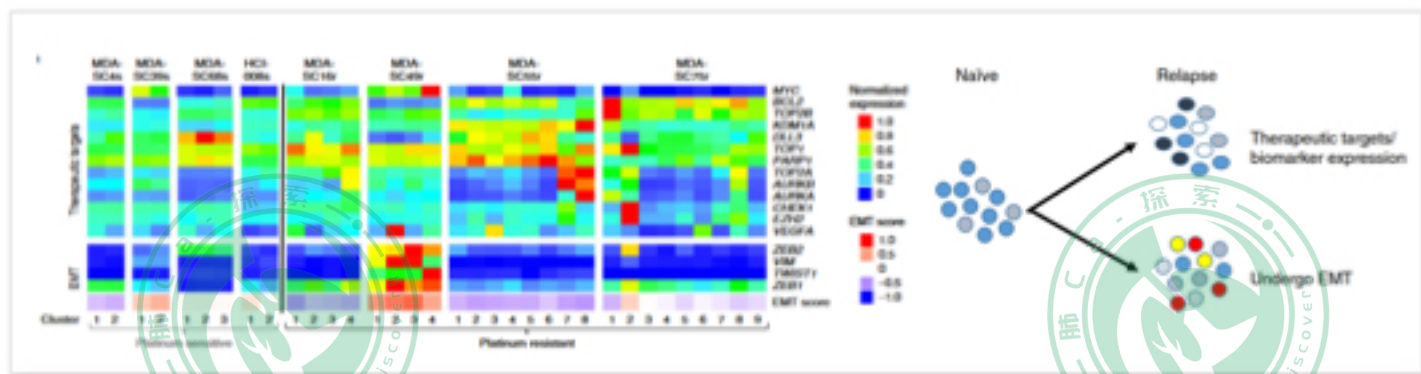 MDA-
SC4s
MDA-
SC39s
MDA-
SC68s
HCI-
008s
MDA-
SC16r
MDA-
SC49r
MDA-
SC55r
MDA-
SC75r
Therapeutic targets
MYC
BCL2
TOP2B
KDM1A
DLL3
TOP1
PARP1
TOP2A
AURKB
AURKA
CHEK1
EZH2
VEGFA
EMT
ZEB2
VIM
TWIST1
ZEB1
EMT score
Cluster 1 2 1 2 1 2 3 1 2 1 2 3 4 1 2 3 4 1 2 3 4 5 6 7 8 1 2 3 4 5 6 7 8 9
Platinum sensitive
Platinum resistant
Normalized
expression
1.0
0.8
0.6
0.4
0.2
0
EMT score
1.0
0.5
0
−0.5
−1.0
Naïve
Relapse
Therapeutic targets/
biomarker expression
Undergo EMT
探索
肺